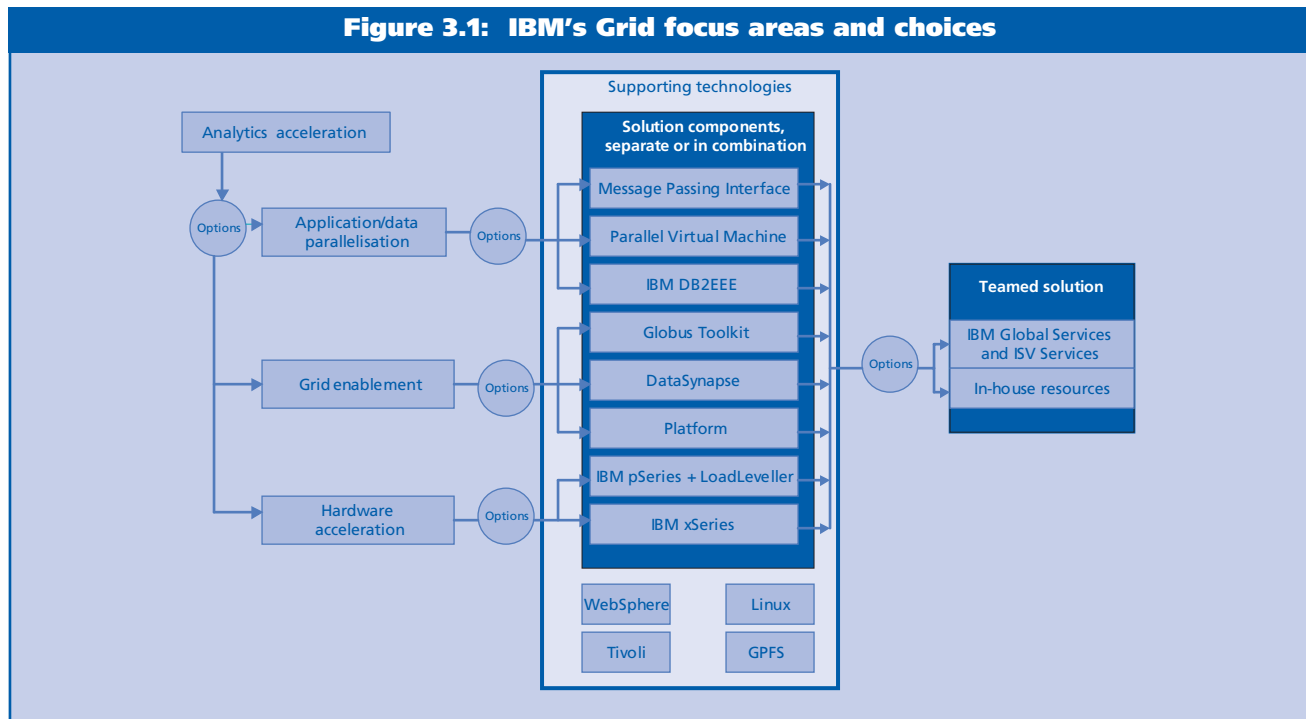 Figure 3.1: IBM's Grid focus areas and choices
Supporting technologies
Analytics acceleration
Solution components,
separate or in combination
Options
Application/data
parallelisation
Options
Message Passing Interface
Parallel Virtual Machine
IBM DB2EEE
Grid enablement
Options
Globus Toolkit
DataSynapse
Platform
Hardware
acceleration
Options
IBM pSeries + LoadLeveller
IBM xSeries
Options
Teamed solution
IBM Global Services
and ISV Services
In-house resources
WebSphere
Linux
Tivoli
GPFS